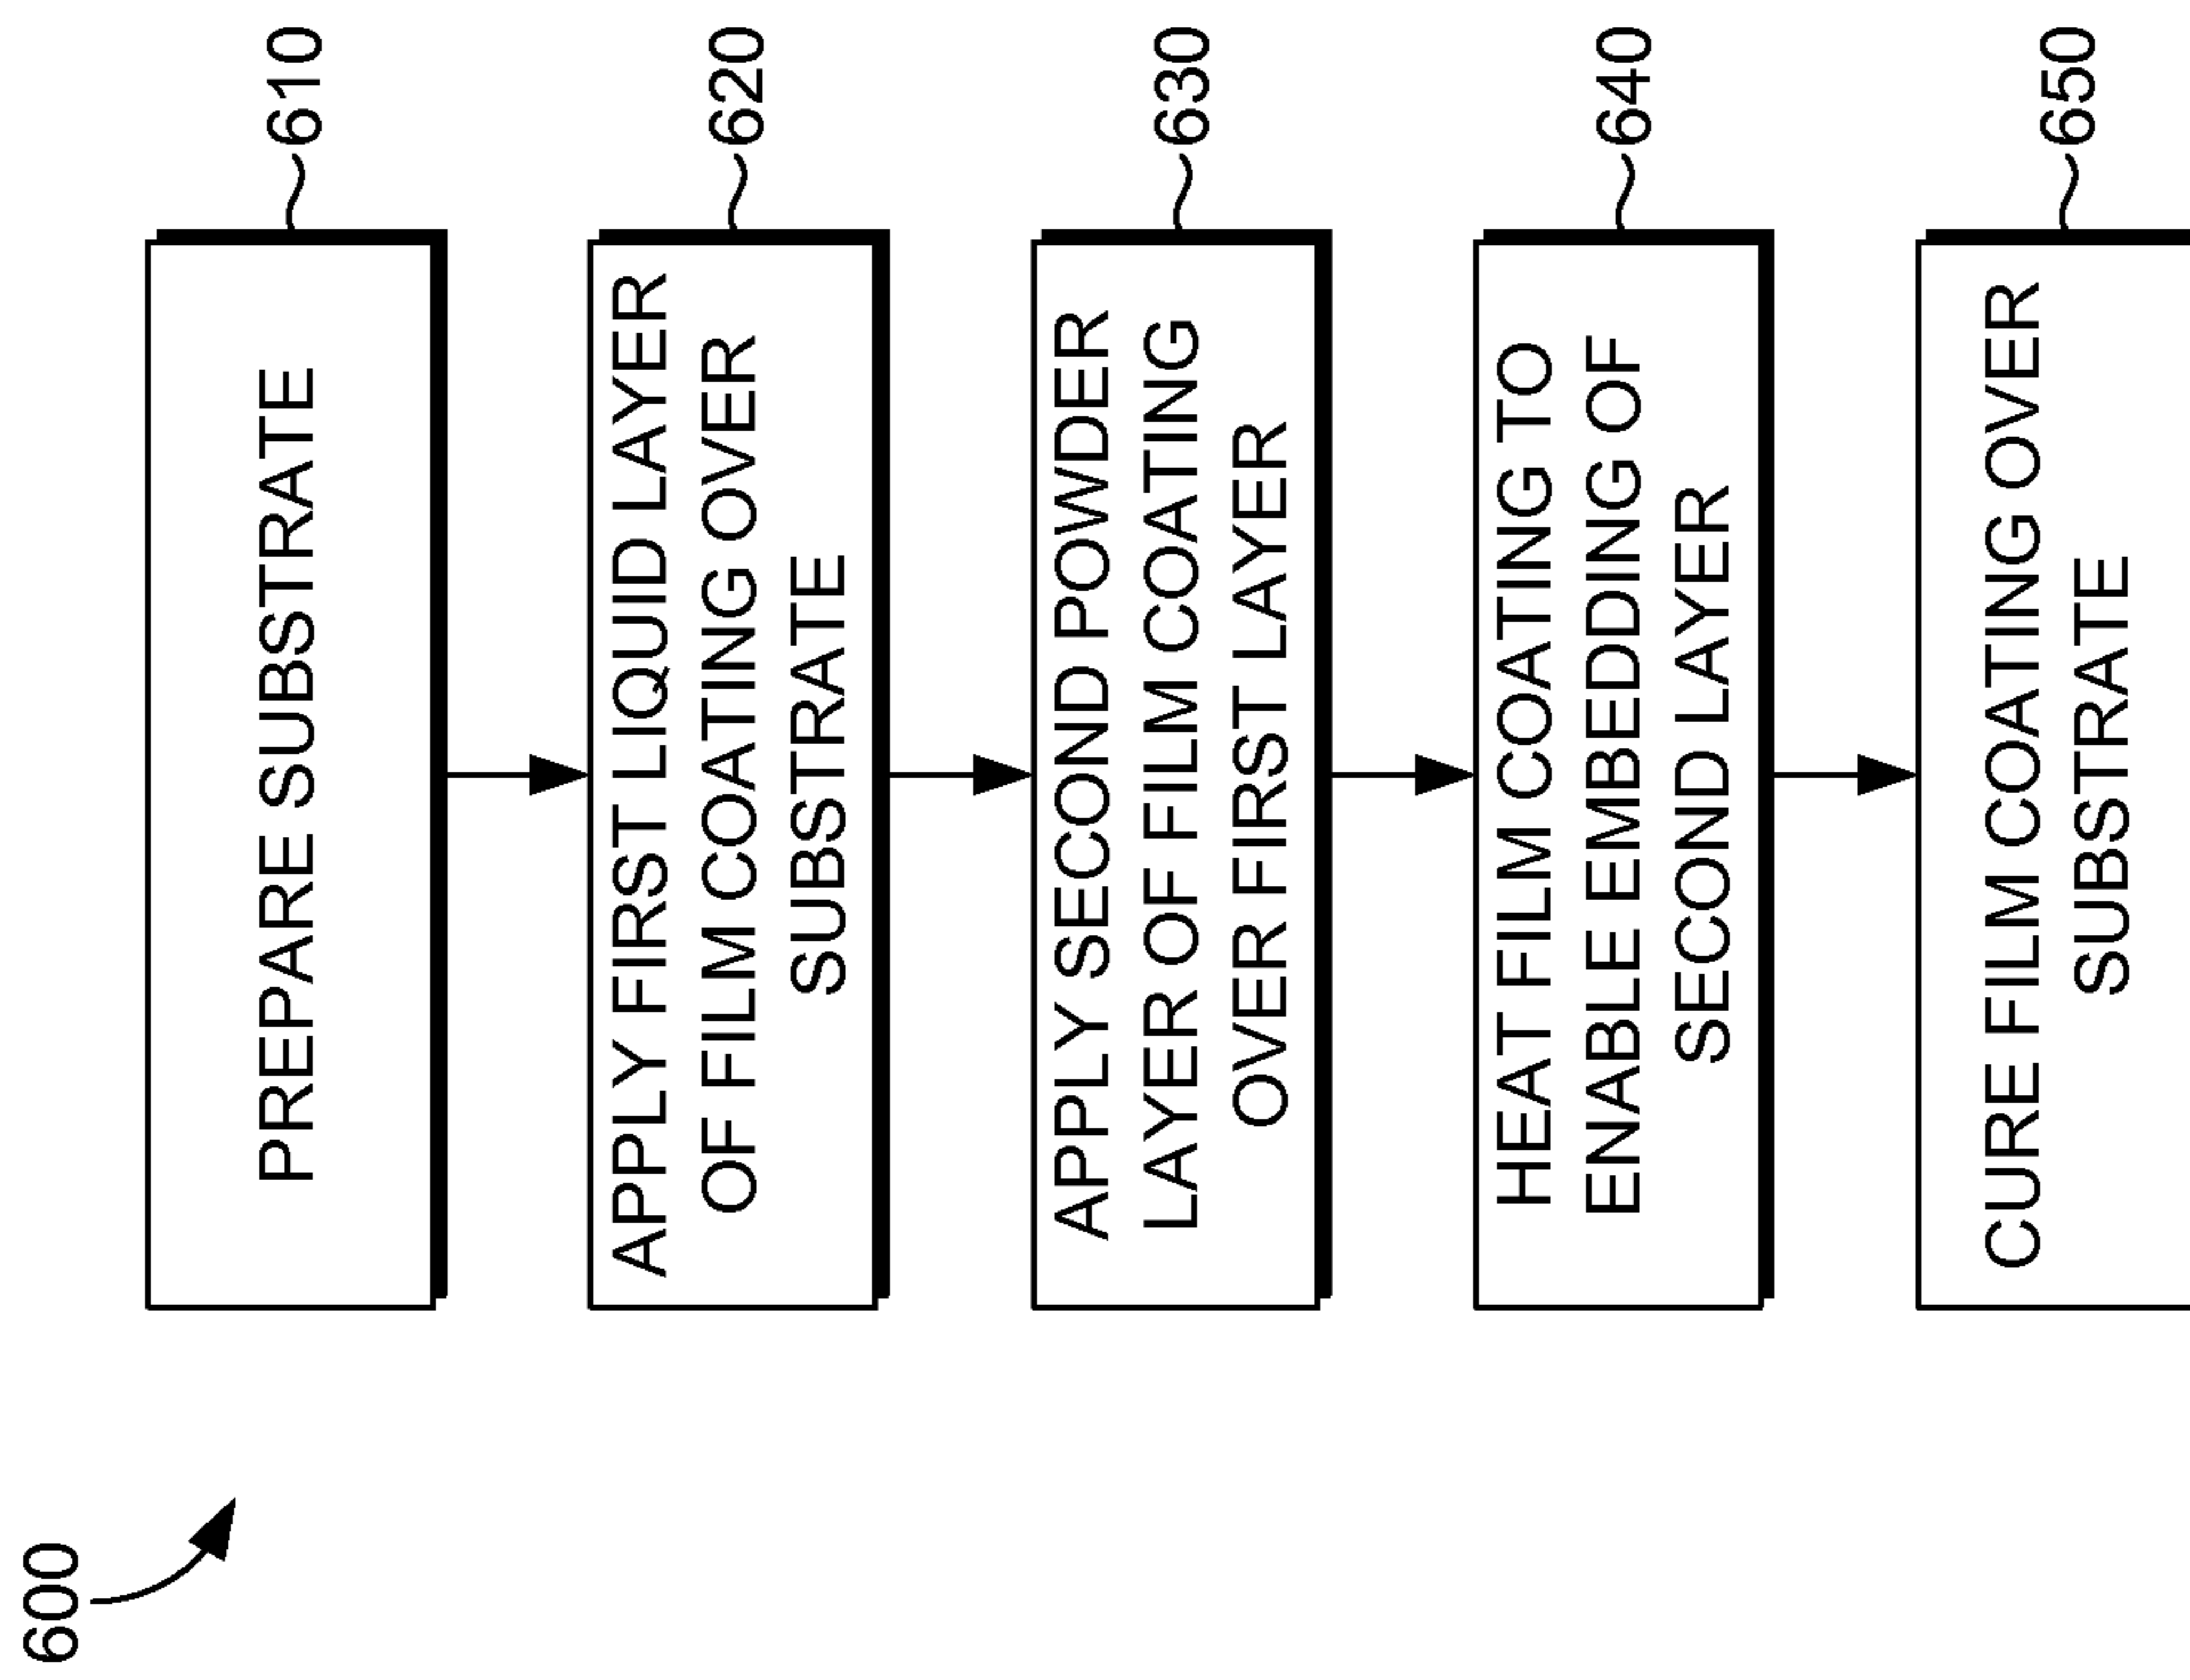 600
PREPARE SUBSTRATE
610
APPLY FIRST LIQUID LAYER
OF FILM COATING OVER
SUBSTRATE
620
APPLY SECOND POWDER
LAYER OF FILM COATING
OVER FIRST LAYER
630
HEAT FILM COATING TO
ENABLE EMBEDDING OF
SECOND LAYER
640
CURE FILM COATING OVER
SUBSTRATE
650